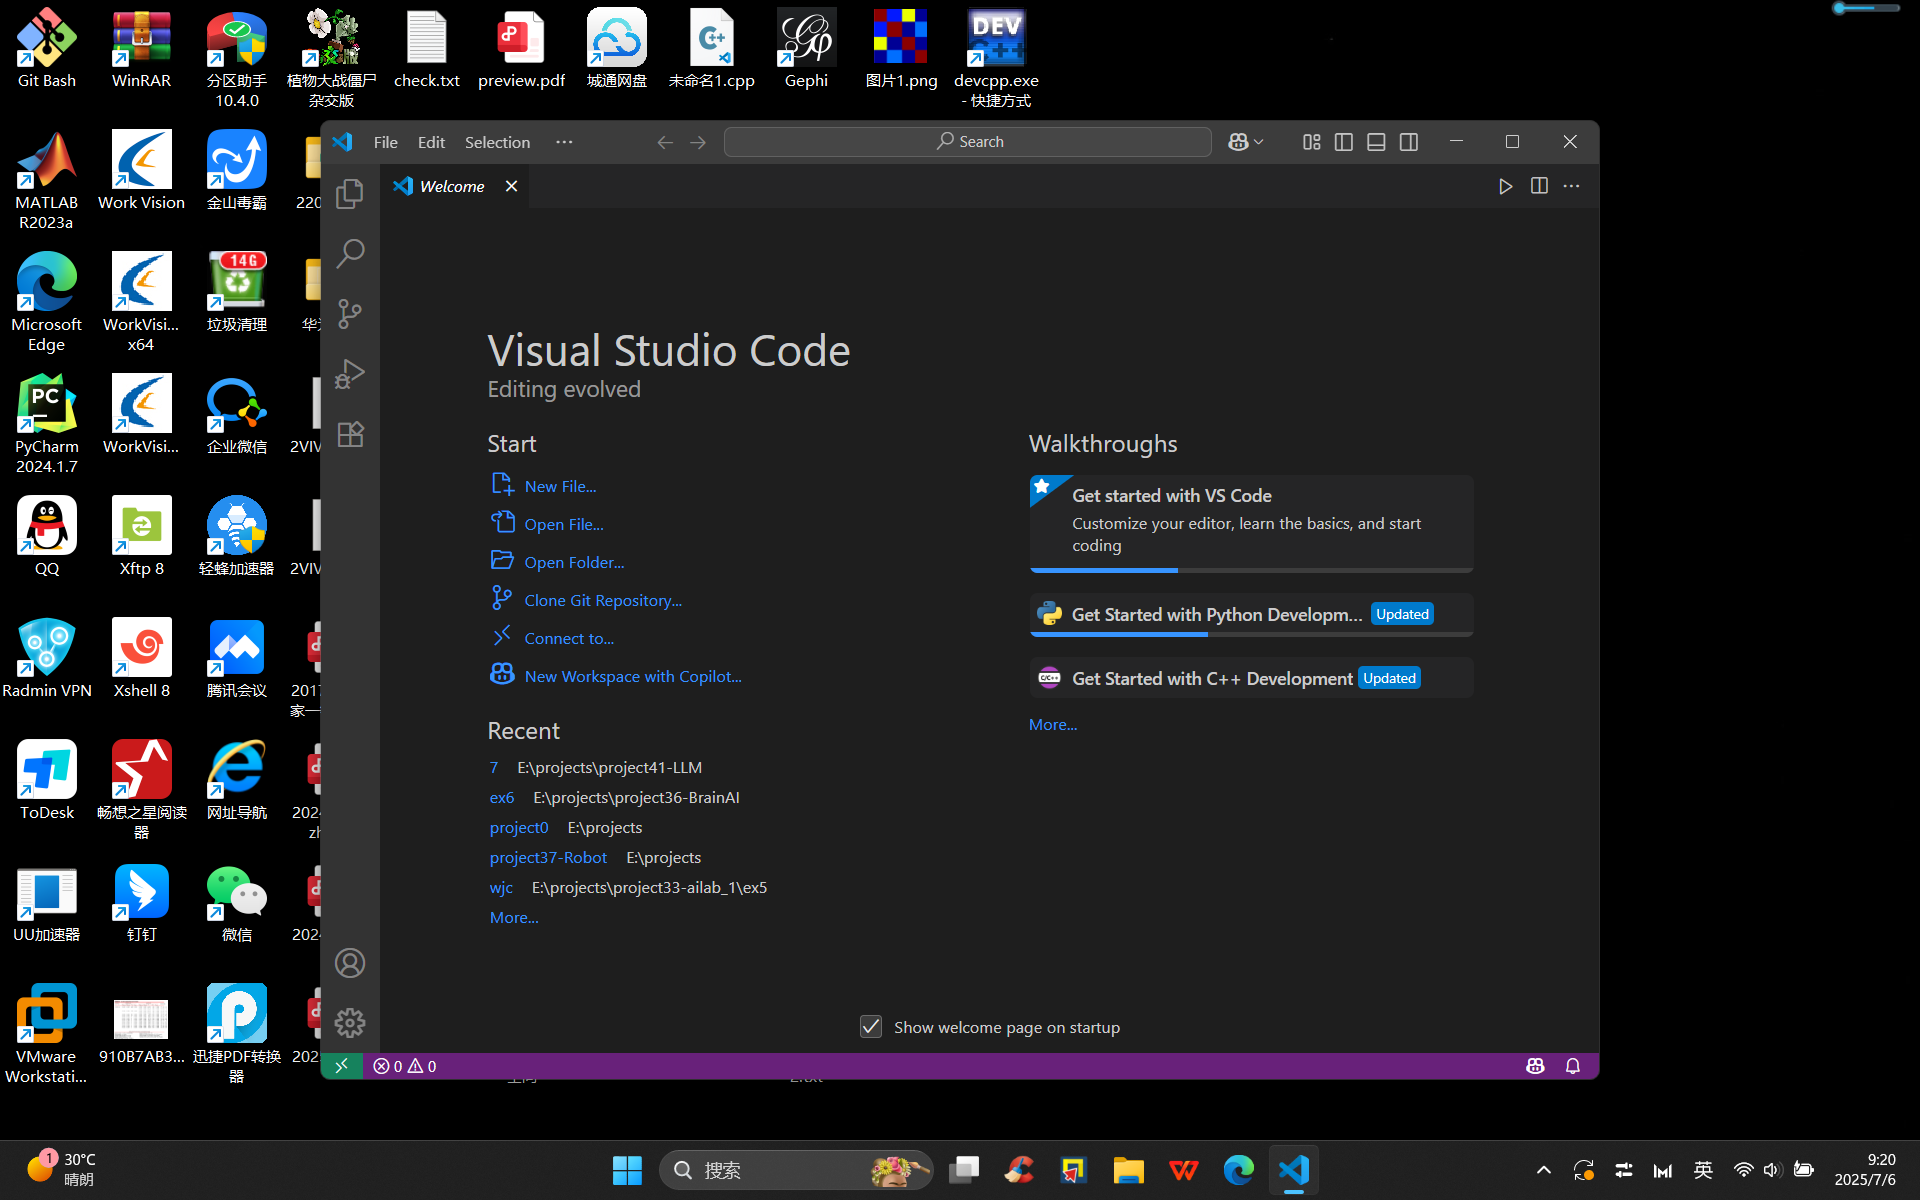 Git Bash
WinRAR
分区助手
10.4.0
植物大战僵尸
杂交版
check.txt
preview.pdf
城通网盘
未命名1.cpp
Gephi
图片1.png
DEV
devcpp.exe
- 快捷方式
MATLAB
R2023a
Work Vision
金山毒霸
220
Microsoft
Edge
WorkVisi...
x64
14G
垃圾清理
PC
PyCharm
2024.1.7
WorkVisi...
企业微信
2VIV
QQ
Xftp 8
轻蜂加速器
2VIV
Radmin VPN
Xshell 8
腾讯会议
2017
家一
ToDesk
畅想之星阅读
器
网址导航
2024
zh
UU加速器
钉钉
微信
2024
VMware
Workstati...
910B7AB3...
迅捷PDF转换
器
202
File
Edit
Selection
···
Search
Welcome
Visual Studio Code
Editing evolved
Start
New File...
Open File...
Open Folder...
Clone Git Repository...
Connect to...
New Workspace with Copilot...
Recent
7 E:\projects\project41-LLM
ex6 E:\projects\project36-BrainAI
project0 E:\projects
project37-Robot E:\projects
wjc E:\projects\project33-ailab_1\ex5
More...
Walkthroughs
Get started with VS Code
Customize your editor, learn the basics, and start
coding
Get Started with Python Developm... Updated
C/C++
Get Started with C++ Development Updated
More...
Show welcome page on startup
0 0
1
30°C
晴朗
搜索
英
9:20
2025/7/6